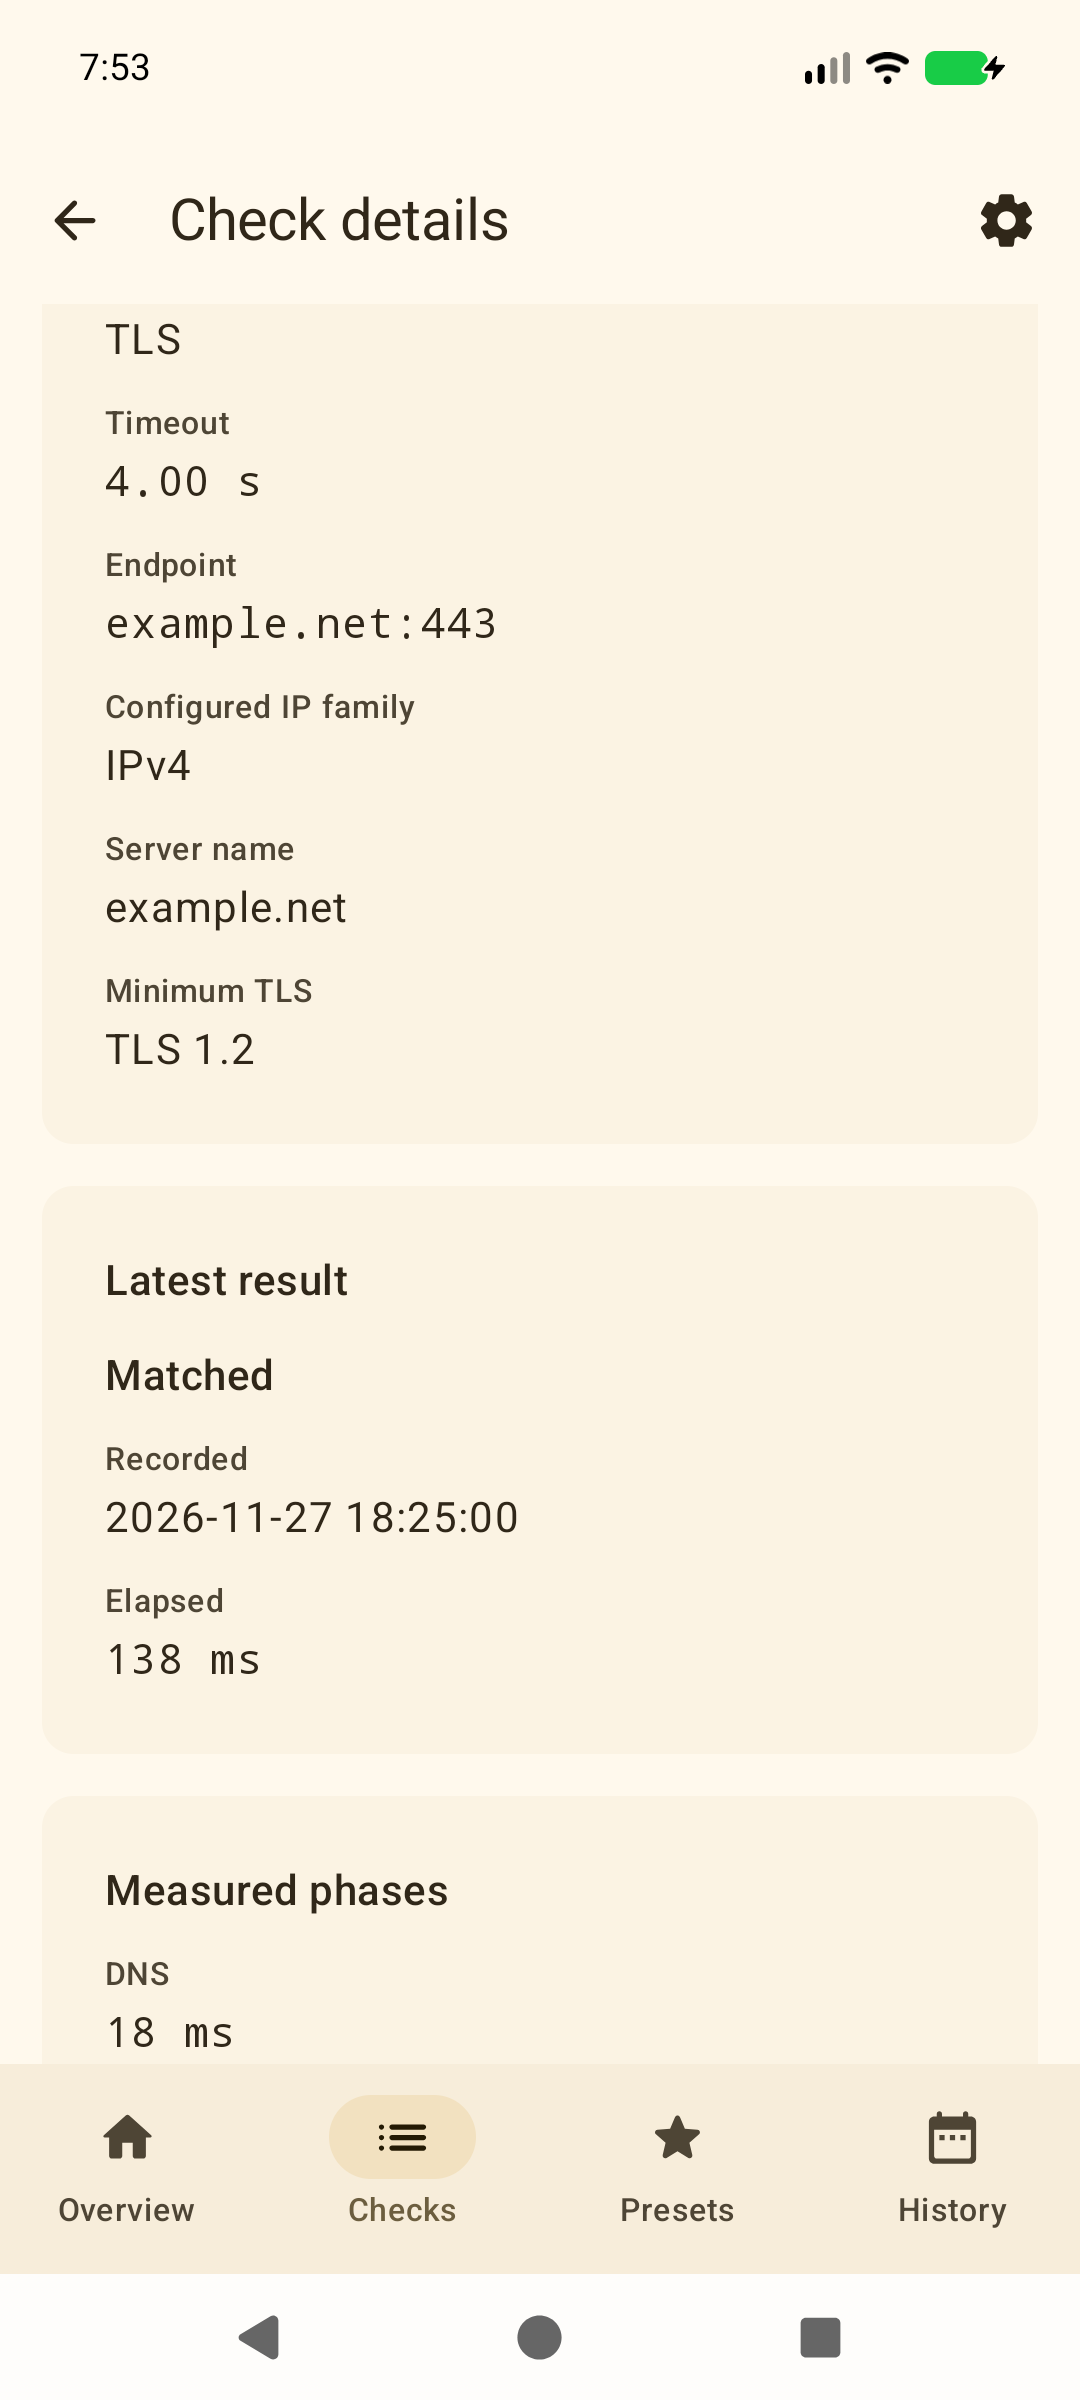 7:53
Check details
TLS
Timeout
4.00 s
Endpoint
example.net:443
Configured IP family
IPv4
Server name
example.net
Minimum TLS
TLS 1.2
Latest result
Matched
Recorded
2026-11-27 18:25:00
Elapsed
138 ms
Measured phases
DNS
18 ms
Overview
Checks
Presets
History